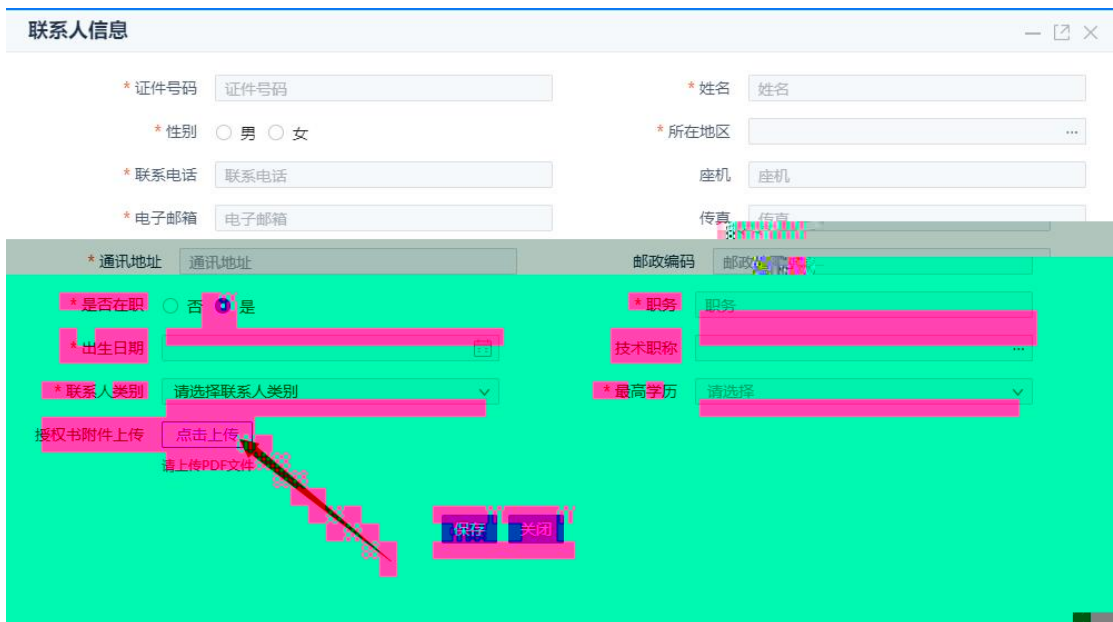 联系人信息
* 证件号码 证件号码 * 姓名 姓名
* 性别 男 女 * 所在地区 ...
* 联系电话 联系电话 座机 座机
* 电子邮箱 电子邮箱 传真 传真
* 通讯地址 通讯地址 邮政编码 邮政
* 是否在职 否 是 * 职务 职务
* 出生日期 技术职称 ...
* 联系人类别 请选择联系人类别 * 最高学历 请选择
授权书附件上传 点击上传
请上传PDF文件
保存 关闭